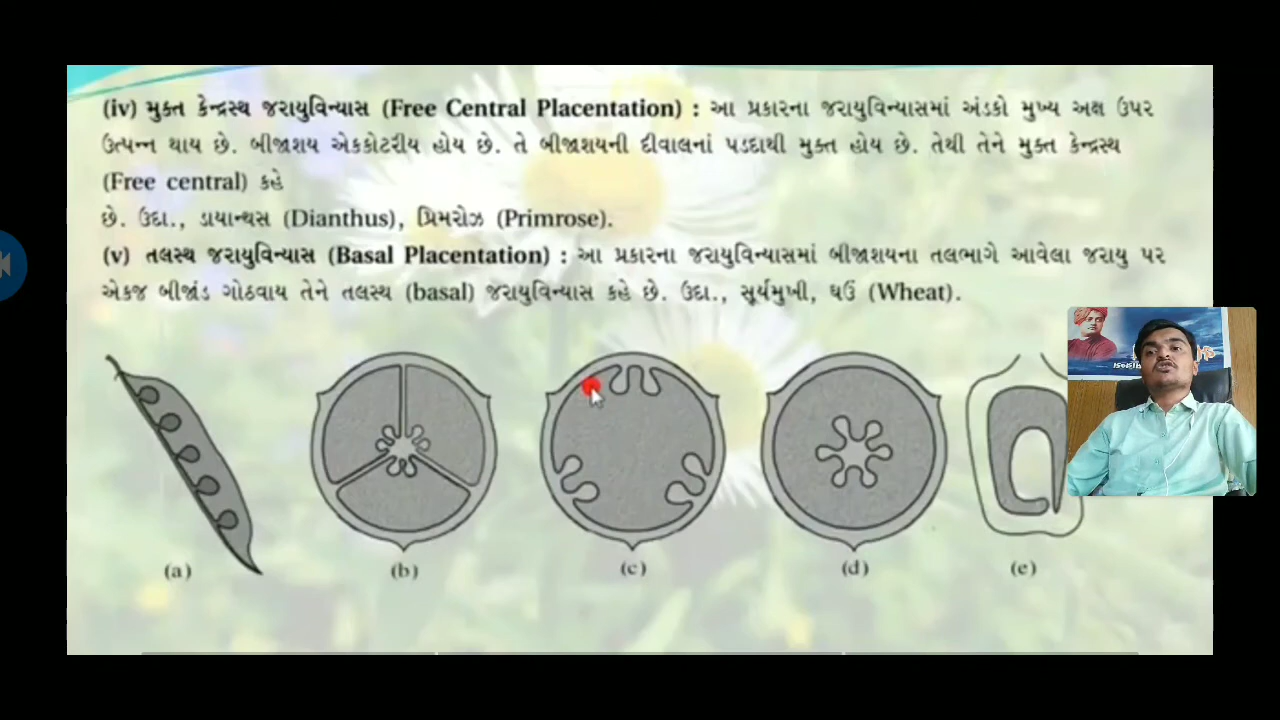 (iv) મુક્ત કેન્દ્રસ્થ જરાયુવિન્યાસ (Free Central Placentation) : આ પ્રકારના જરાયુવિન્યાસમાં અંડકો મુખ્ય અક્ષ ઉપર
ઉત્પન્ન થાય છે. બીજાશય એકકોટરીય હોય છે. તે બીજાશયની દીવાલનાં પડદાથી મુક્ત હોય છે. તેથી તેને મુક્ત કેન્દ્રસ્થ
(Free central) કહે
છે. ઉદા., ડાયાન્થસ (Dianthus), પ્રિમરોઝ (Primrose).
(v) તલસ્થ જરાયુવિન્યાસ (Basal Placentation) : આ પ્રકારના જરાયુવિન્યાસમાં બીજાશયના તલભાગે આવેલા જરાયુ પર
એકજ બીજાંડ ગોઠવાય તેને તલસ્થ (basal) જરાયુવિન્યાસ કહે છે. ઉદા., સૂર્યમુખી, ઘઉં (Wheat).
(a) (b) (c) (d) (e)